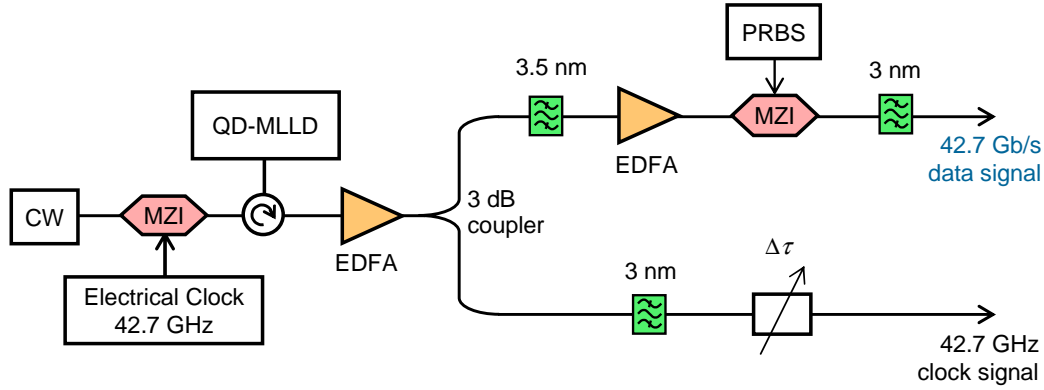 PRBS
3.5 nm
3 nm
QD-MLLD
MZI
EDFA
42.7 Gb/s
data signal
CW
MZI
3 dB
coupler
EDFA
Electrical Clock
42.7 GHz
3 nm
Δτ
42.7 GHz
clock signal